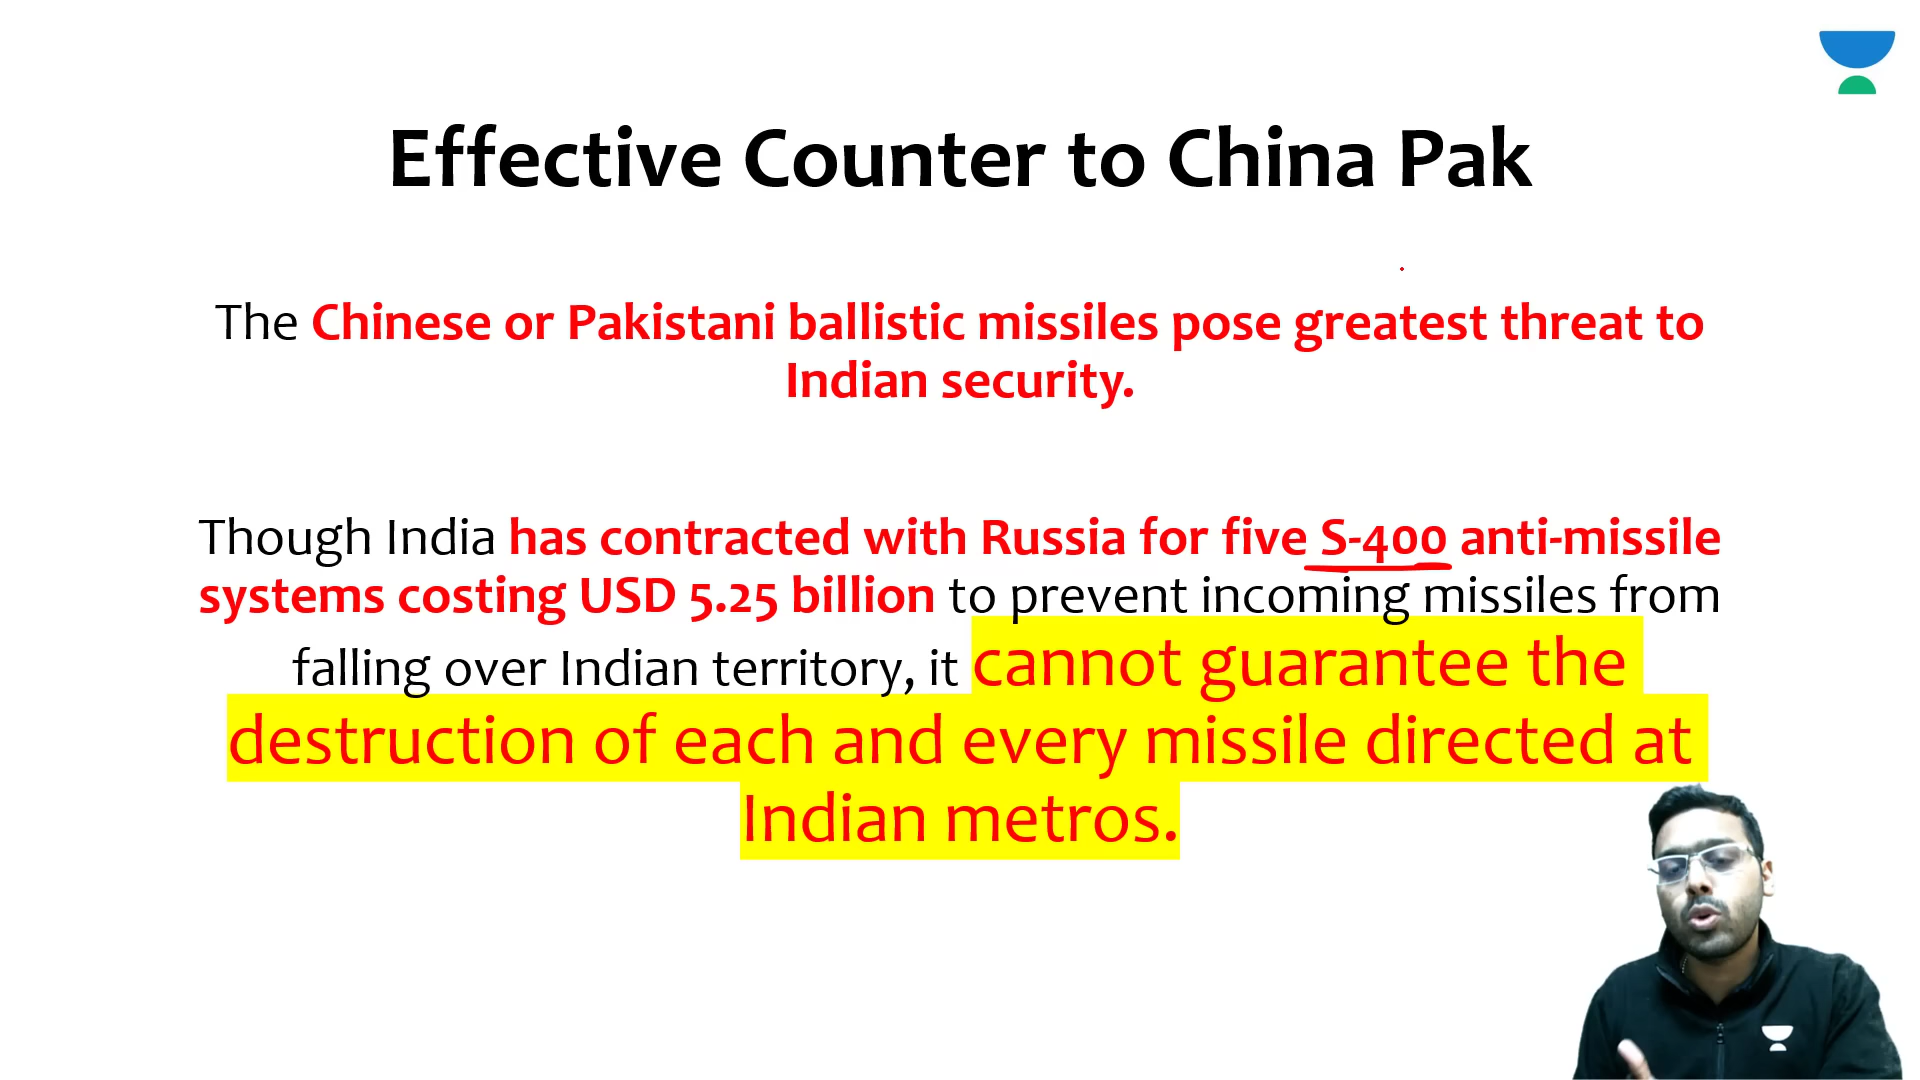 Effective Counter to China Pak
The Chinese or Pakistani ballistic missiles pose greatest threat to
Indian security.
Though India has contracted with Russia for five S-400 anti-missile
systems costing USD 5.25 billion to prevent incoming missiles from
falling over Indian territory, it cannot guarantee the
destruction of each and every missile directed at
Indian metros.